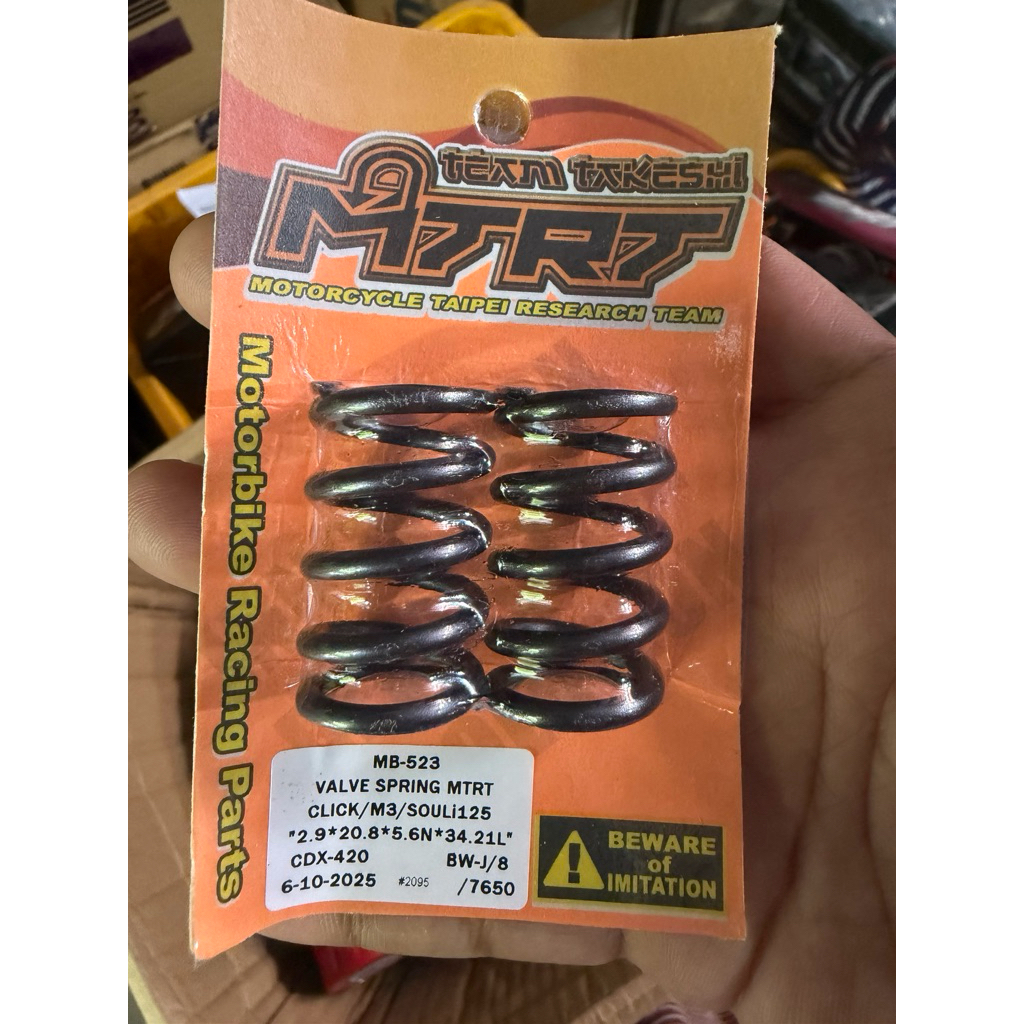 TEAM TAKESHI
MTRT
MOTORCYCLE TAIPEI RESEARCH TEAM
Motorbike Racing Parts
MB-523
VALVE SPRING MTRT
CLICK/M3/SOULi125
"2.9*20.8*5.6N*34.21L"
CDX-420 BW-J/8
6-10-2025 #2095 /7650
BEWARE
of
IMITATION